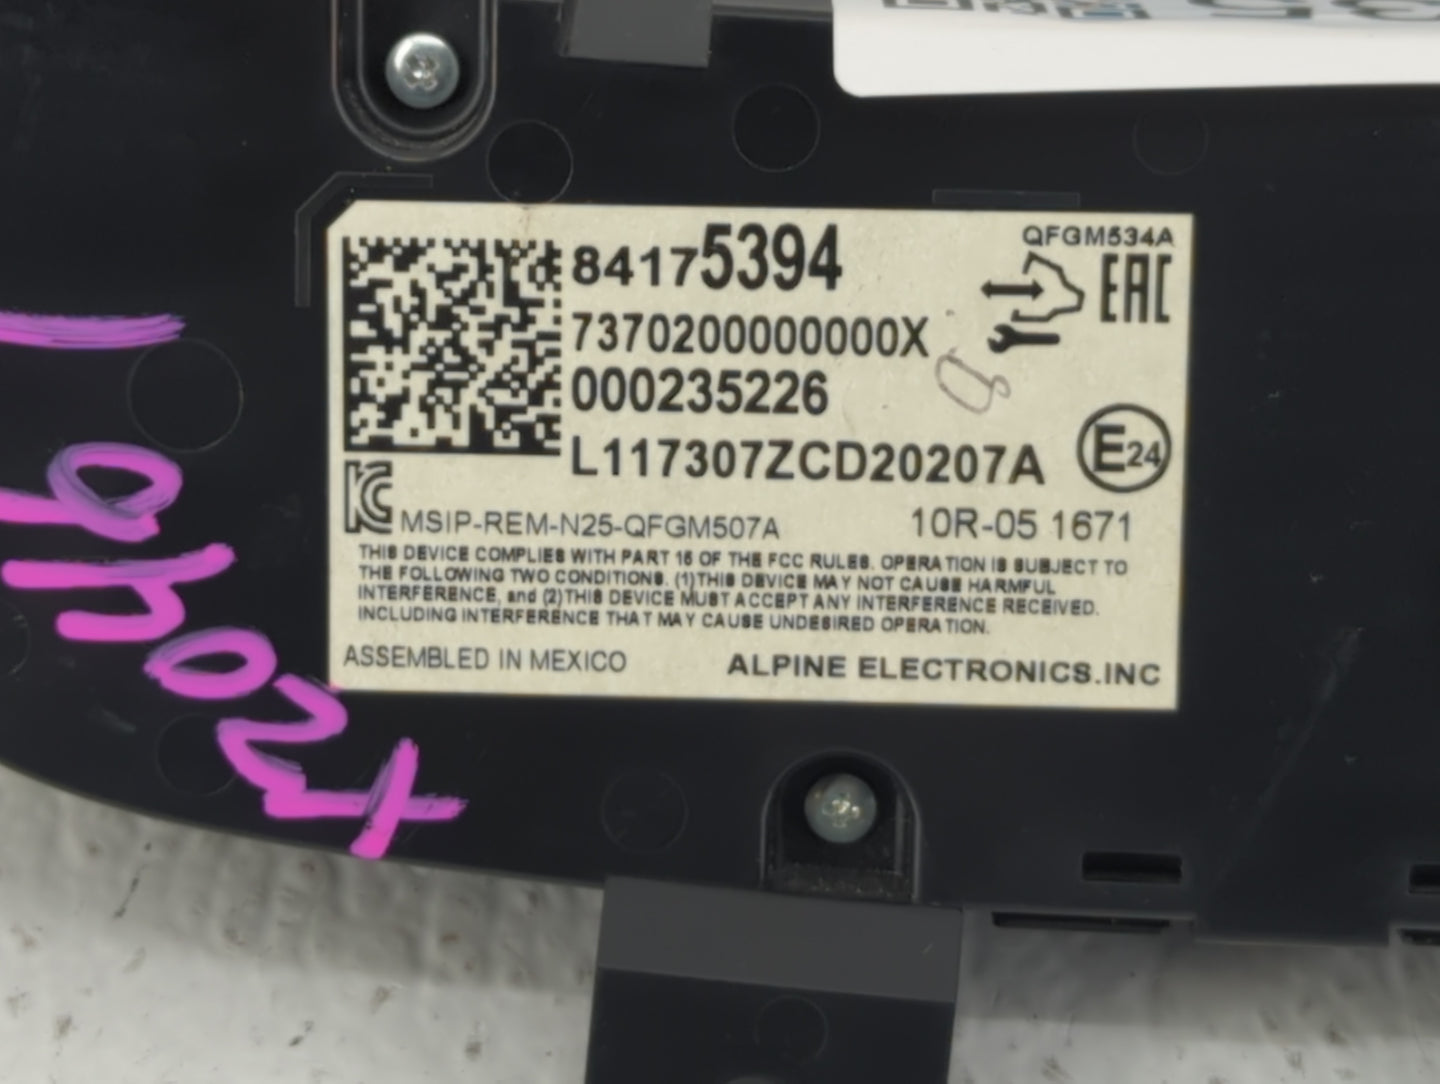 84175394
QFGM534A
EAC
7370200000000X
000235226
L117307ZCD20207A
E24
KC MSIP-REM-N25-QFGM507A
10R-05 1671
THIS DEVICE COMPLIES WITH PART 15 OF THE FCC RULES. OPERATION IS SUBJECT TO
THE FOLLOWING TWO CONDITIONS. (1)THIS DEVICE MAY NOT CAUSE HARMFUL
INTERFERENCE, and (2)THIS DEVICE MUST ACCEPT ANY INTERFERENCE RECEIVED.
INCLUDING INTERFERENCE THAT MAY CAUSE UNDESIRED OPERATION.
ASSEMBLED IN MEXICO
ALPINE ELECTRONICS.INC